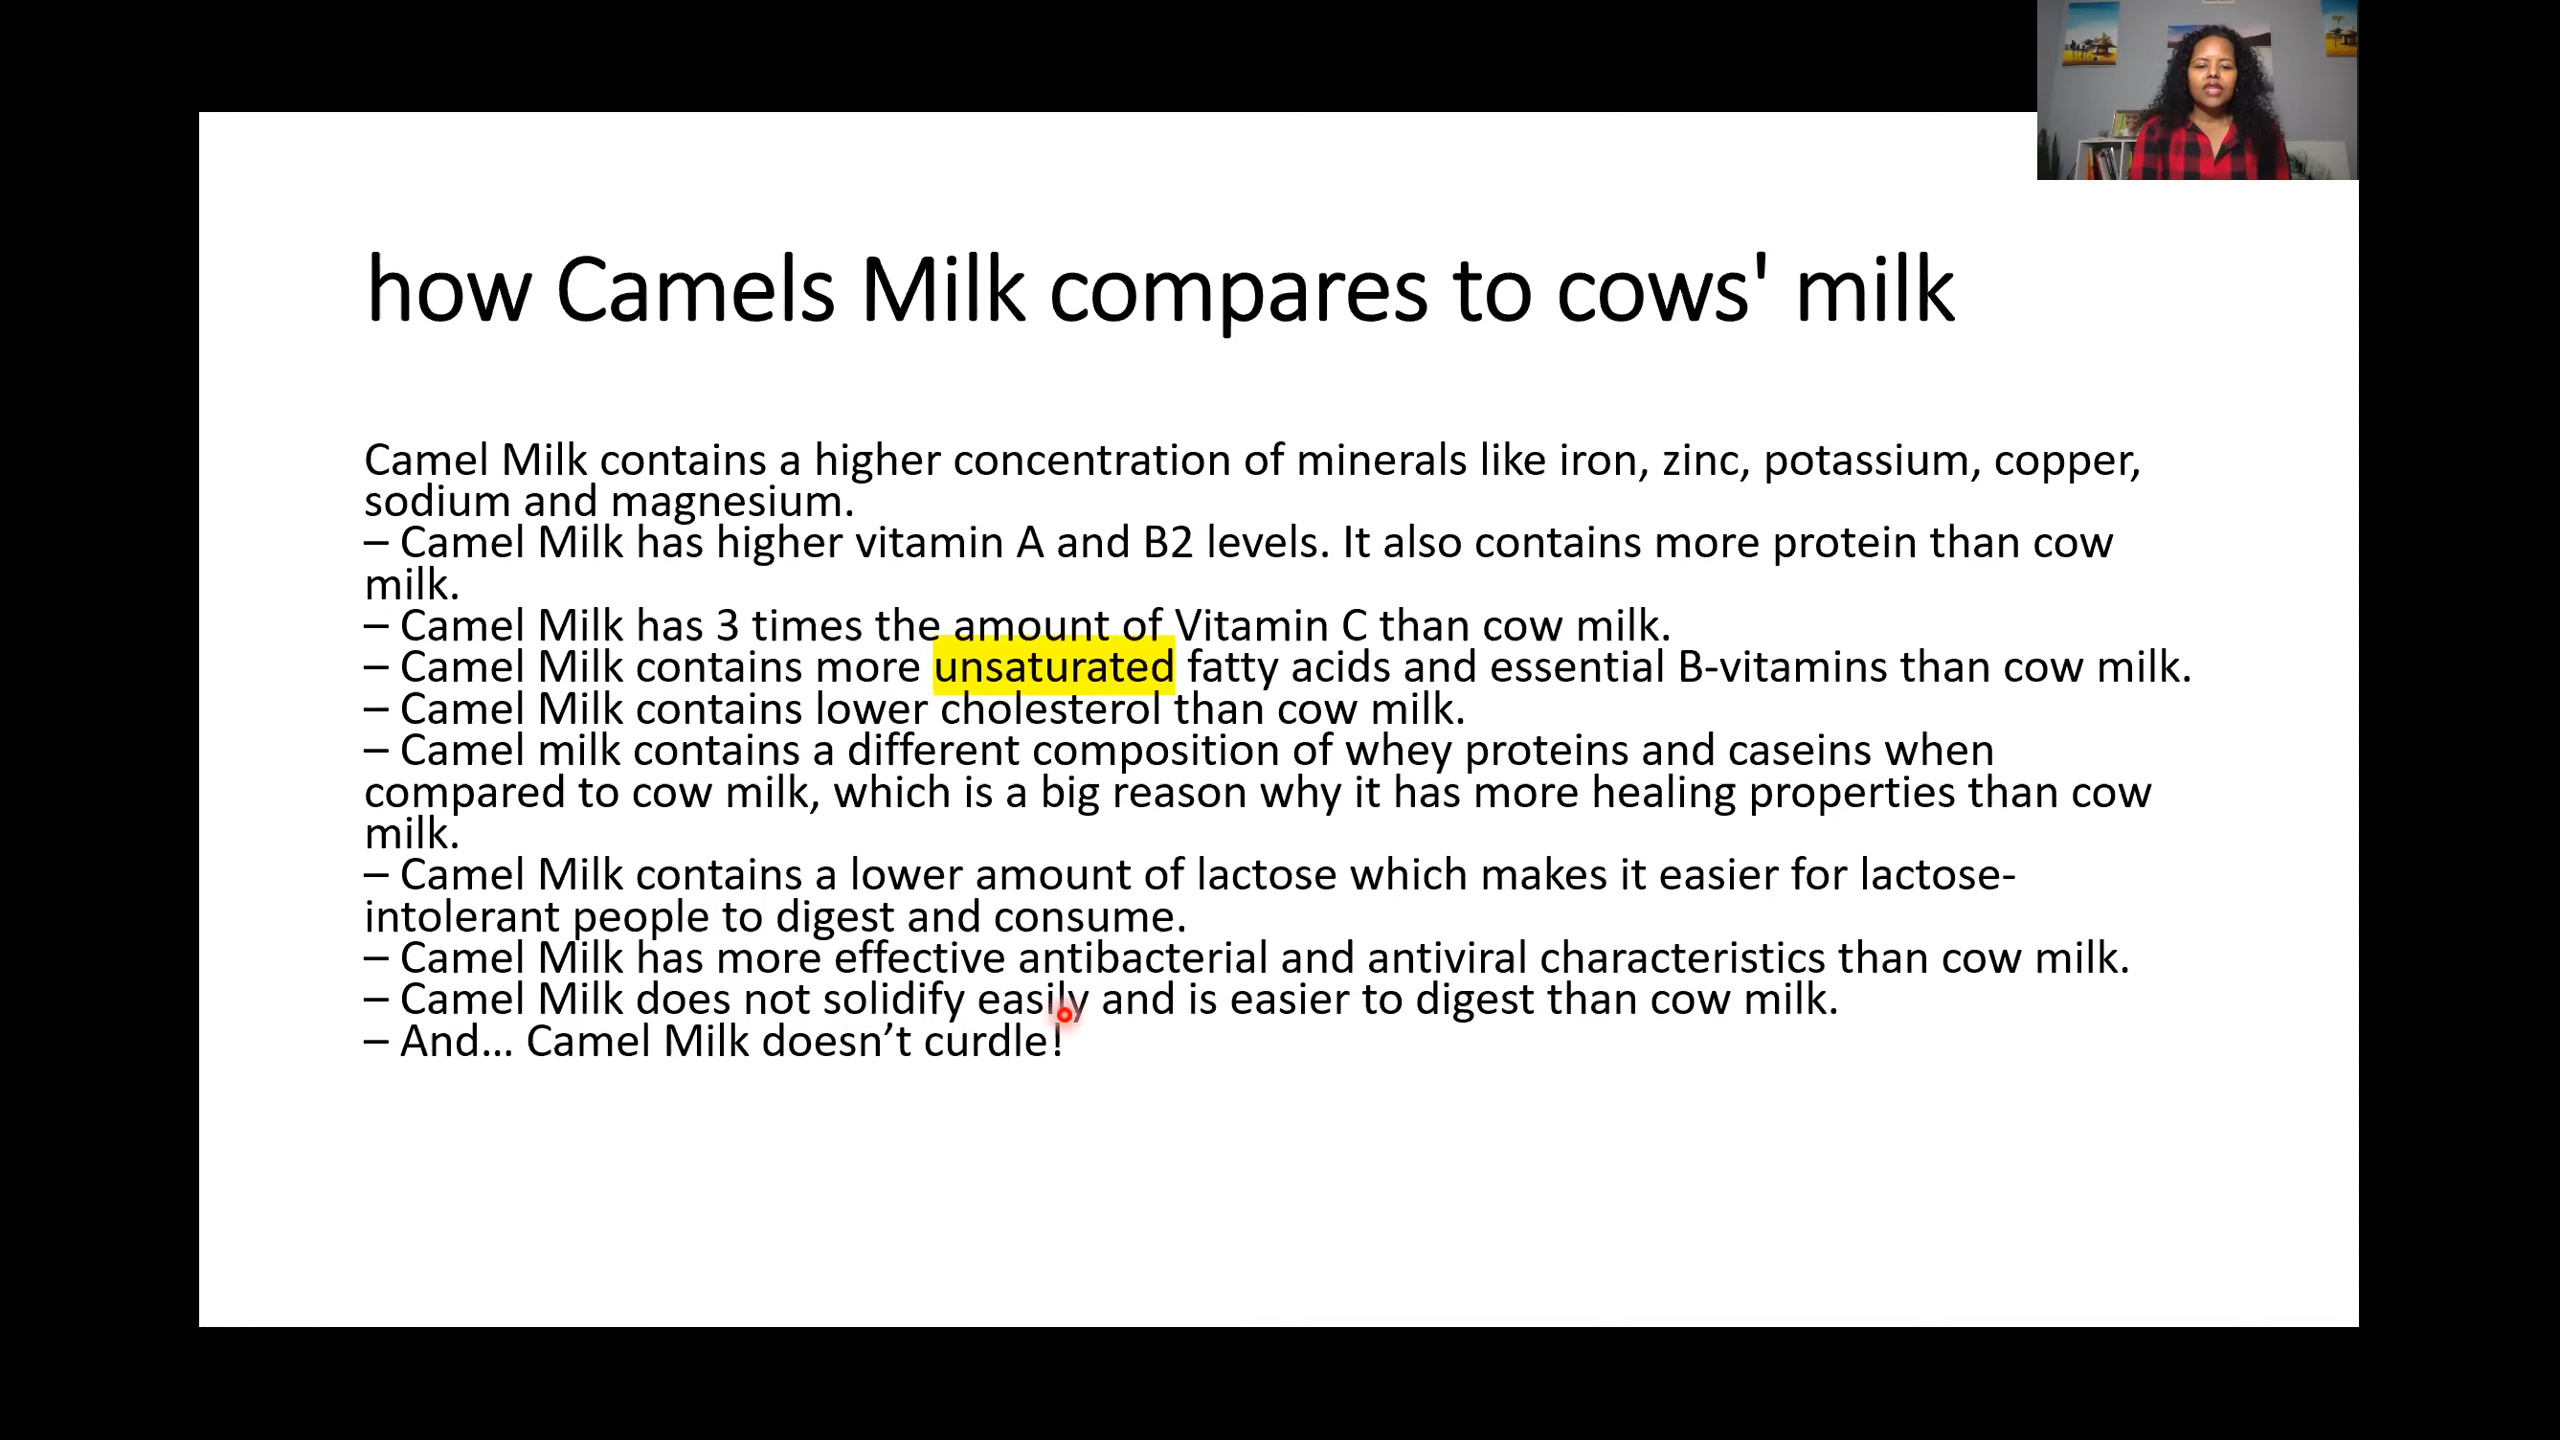 how Camels Milk compares to cows' milk
Camel Milk contains a higher concentration of minerals like iron, zinc, potassium, copper,
sodium and magnesium.
– Camel Milk has higher vitamin A and B2 levels. It also contains more protein than cow
milk.
– Camel Milk has 3 times the amount of Vitamin C than cow milk.
– Camel Milk contains more unsaturated fatty acids and essential B-vitamins than cow milk.
– Camel Milk contains lower cholesterol than cow milk.
– Camel milk contains a different composition of whey proteins and caseins when
compared to cow milk, which is a big reason why it has more healing properties than cow
milk.
– Camel Milk contains a lower amount of lactose which makes it easier for lactose-
intolerant people to digest and consume.
– Camel Milk has more effective antibacterial and antiviral characteristics than cow milk.
– Camel Milk does not solidify easily and is easier to digest than cow milk.
– And… Camel Milk doesn’t curdle!